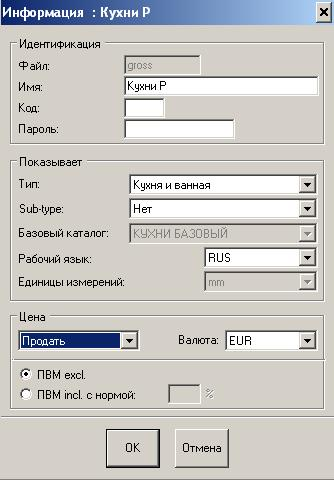 Информация : Кухни Р
Идентификация
Файл: gross
Имя: Кухни Р
Код:
Пароль:
Показывает
Тип: Кухня и ванная
Sub-type: Нет
Базовый каталог: КУХНИ БАЗОВЫЙ
Рабочий язык: RUS
Единицы измерений: mm
Цена
Продать Валюта: EUR
ПВМ excl.
ПВМ incl. с нормой: %
OK Отмена